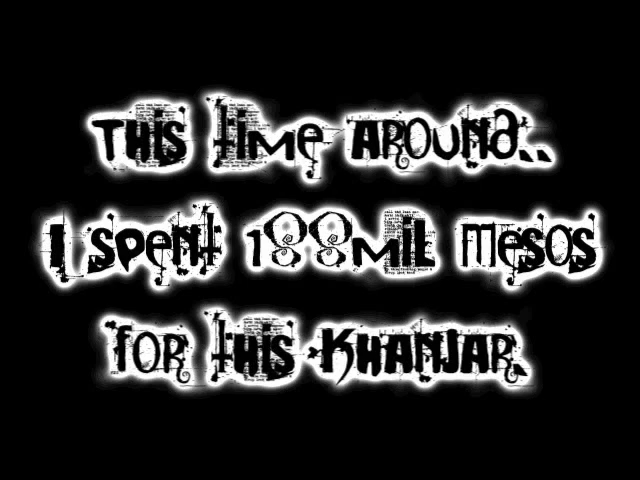 This time around..
I spent 188mil mesos
for this Khanjar.